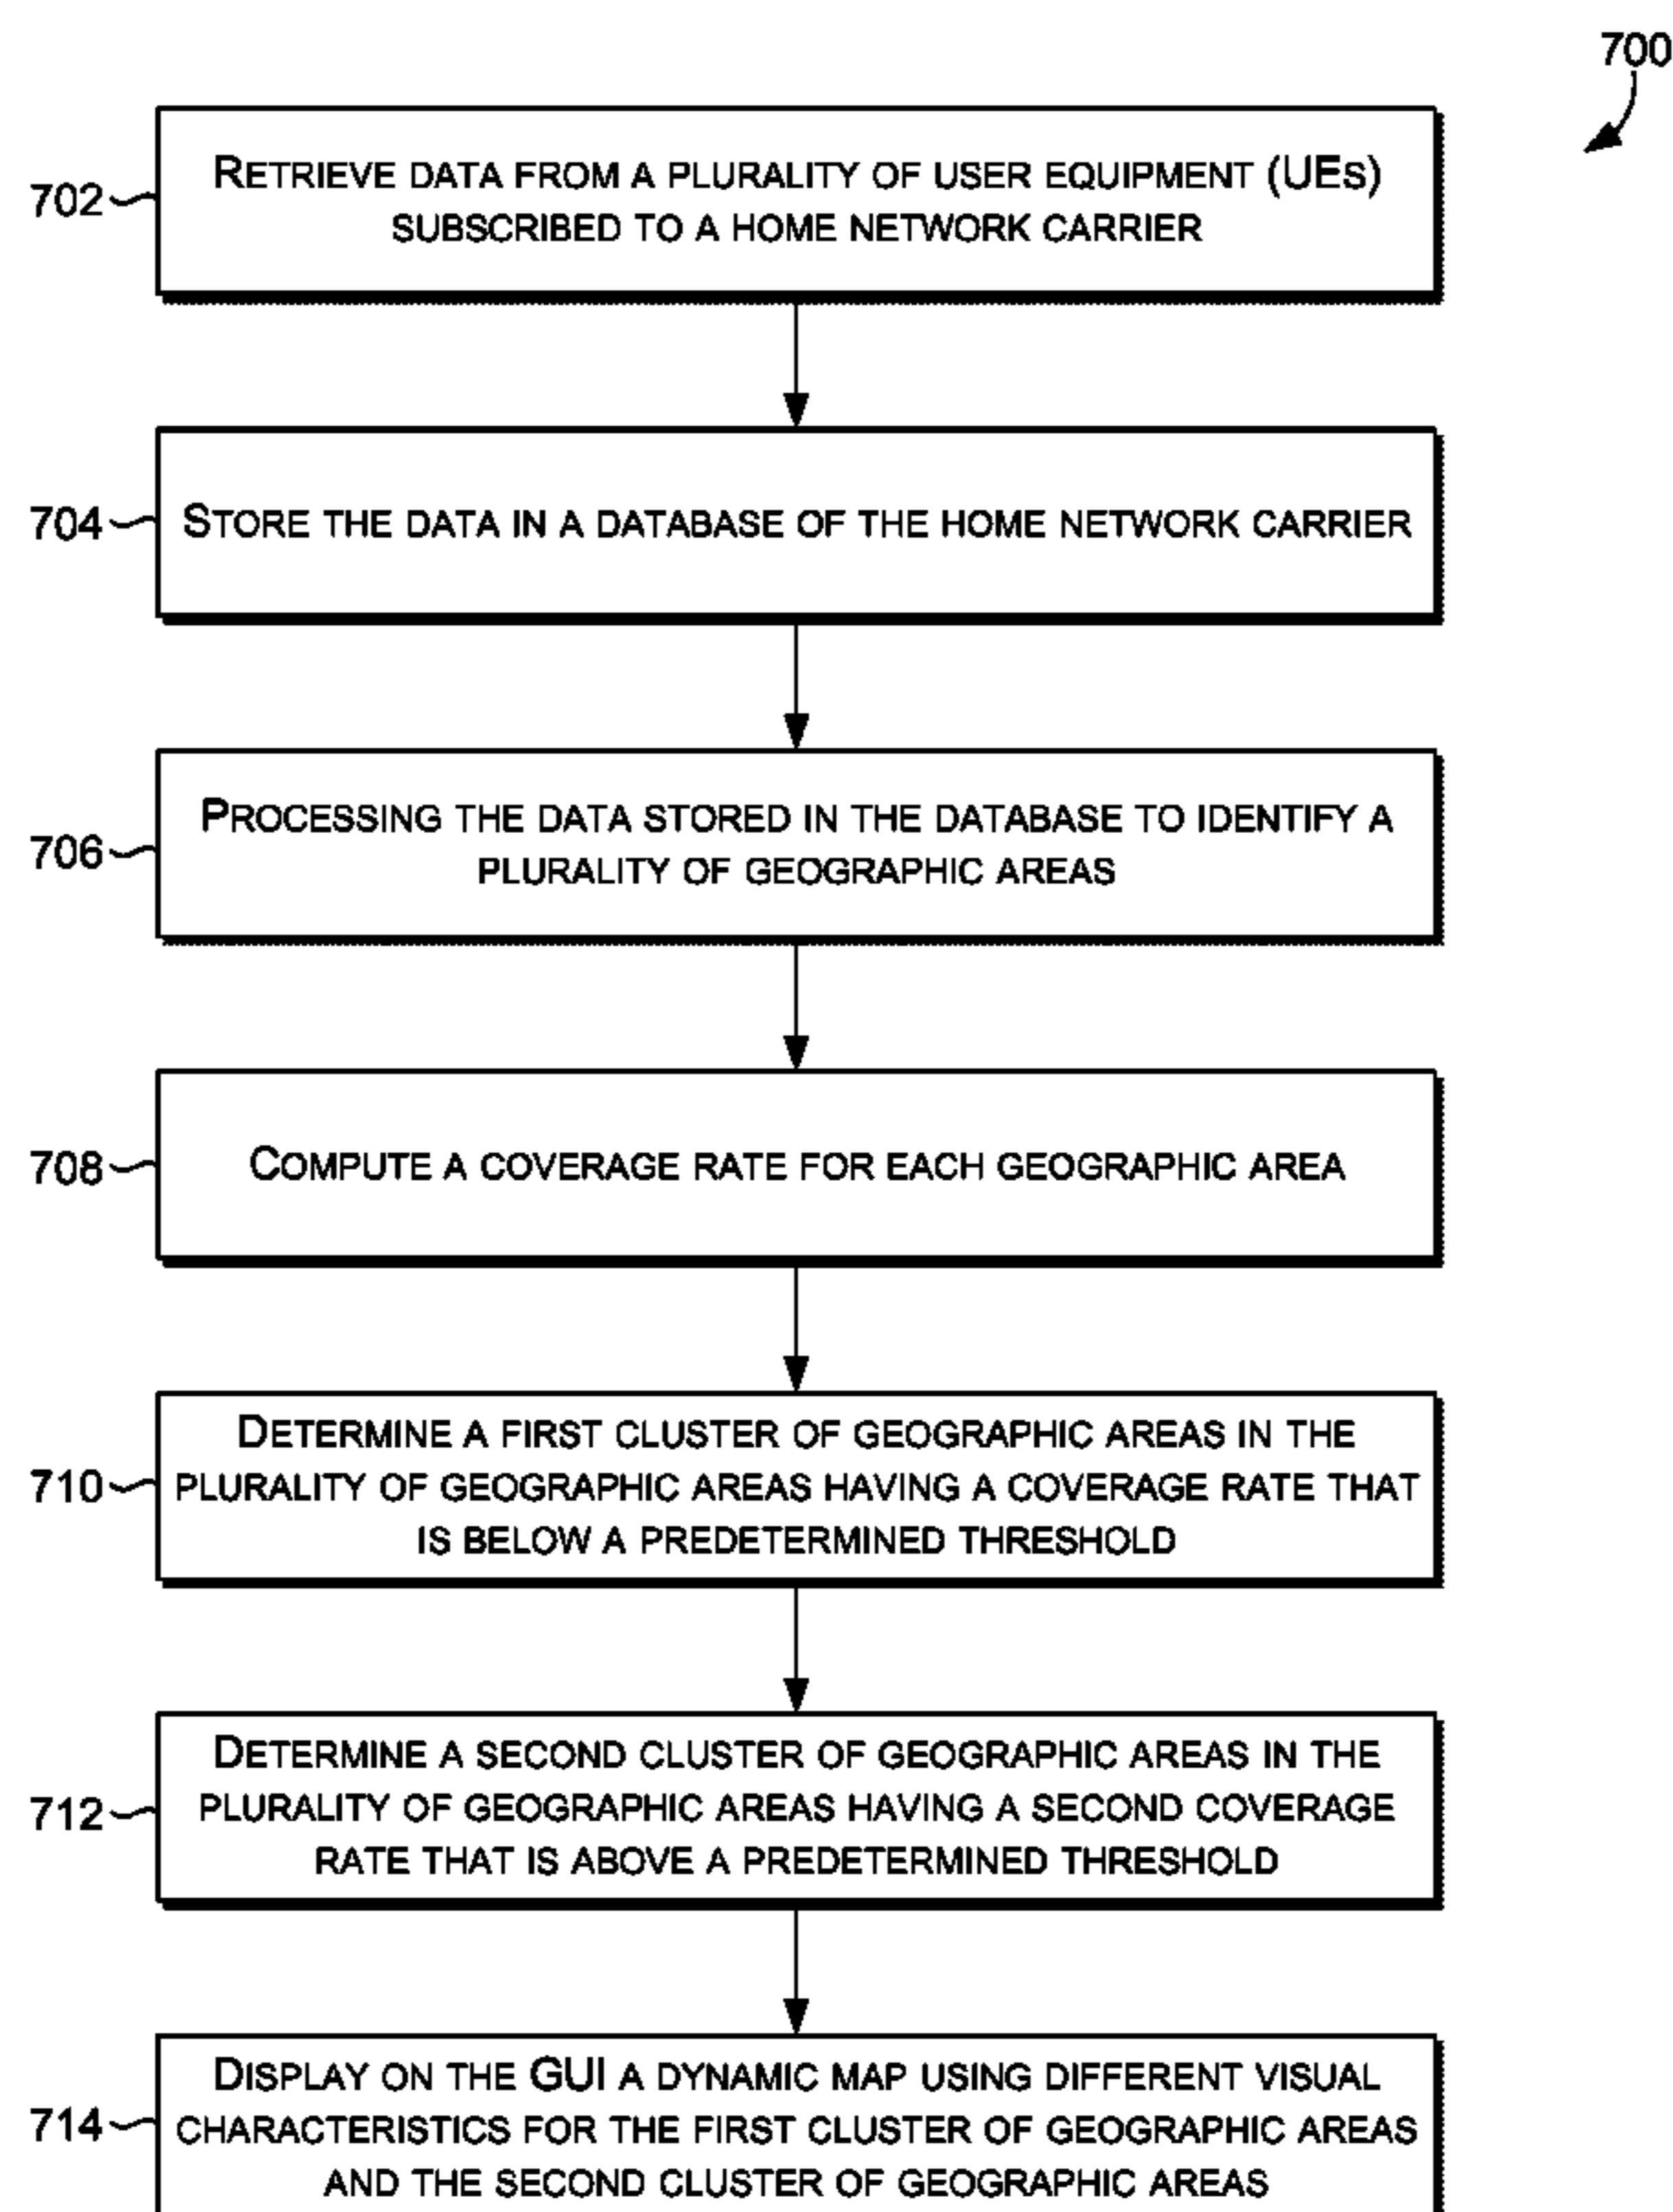 700
702
RETRIEVE DATA FROM A PLURALITY OF USER EQUIPMENT (UES)
SUBSCRIBED TO A HOME NETWORK CARRIER
704
STORE THE DATA IN A DATABASE OF THE HOME NETWORK CARRIER
706
PROCESSING THE DATA STORED IN THE DATABASE TO IDENTIFY A
PLURALITY OF GEOGRAPHIC AREAS
708
COMPUTE A COVERAGE RATE FOR EACH GEOGRAPHIC AREA
710
DETERMINE A FIRST CLUSTER OF GEOGRAPHIC AREAS IN THE
PLURALITY OF GEOGRAPHIC AREAS HAVING A COVERAGE RATE THAT
IS BELOW A PREDETERMINED THRESHOLD
712
DETERMINE A SECOND CLUSTER OF GEOGRAPHIC AREAS IN THE
PLURALITY OF GEOGRAPHIC AREAS HAVING A SECOND COVERAGE
RATE THAT IS ABOVE A PREDETERMINED THRESHOLD
714
DISPLAY ON THE GUI A DYNAMIC MAP USING DIFFERENT VISUAL
CHARACTERISTICS FOR THE FIRST CLUSTER OF GEOGRAPHIC AREAS
AND THE SECOND CLUSTER OF GEOGRAPHIC AREAS